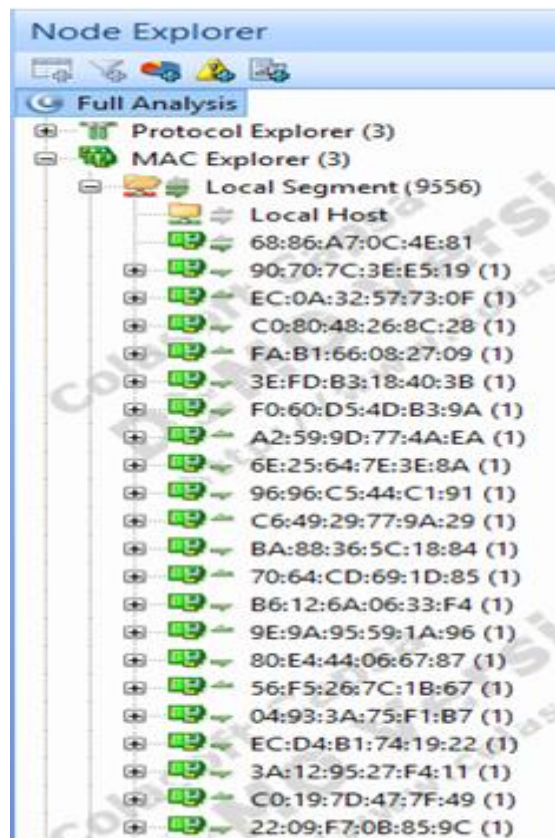 Node Explorer
Full Analysis
Protocol Explorer (3)
MAC Explorer (3)
Local Segment (9556)
Local Host
68:86:A7:0C:4E:81
90:70:7C:3E:E5:19 (1)
EC:0A:32:57:73:0F (1)
C0:80:48:26:8C:28 (1)
FA:B1:66:08:27:09 (1)
3E:FD:B3:18:40:3B (1)
F0:60:D5:4D:B3:9A (1)
A2:59:9D:77:4A:EA (1)
6E:25:64:7E:3E:8A (1)
96:96:C5:44:C1:91 (1)
C6:49:29:77:9A:29 (1)
BA:88:36:5C:18:84 (1)
70:64:CD:69:1D:85 (1)
B6:12:6A:06:33:F4 (1)
9E:9A:95:59:1A:96 (1)
80:E4:44:06:67:87 (1)
56:F5:26:7C:1B:67 (1)
04:93:3A:75:F1:B7 (1)
EC:D4:B1:74:19:22 (1)
3A:12:95:27:F4:11 (1)
C0:19:7D:47:7F:49 (1)
22:09:F7:0B:85:9C (1)